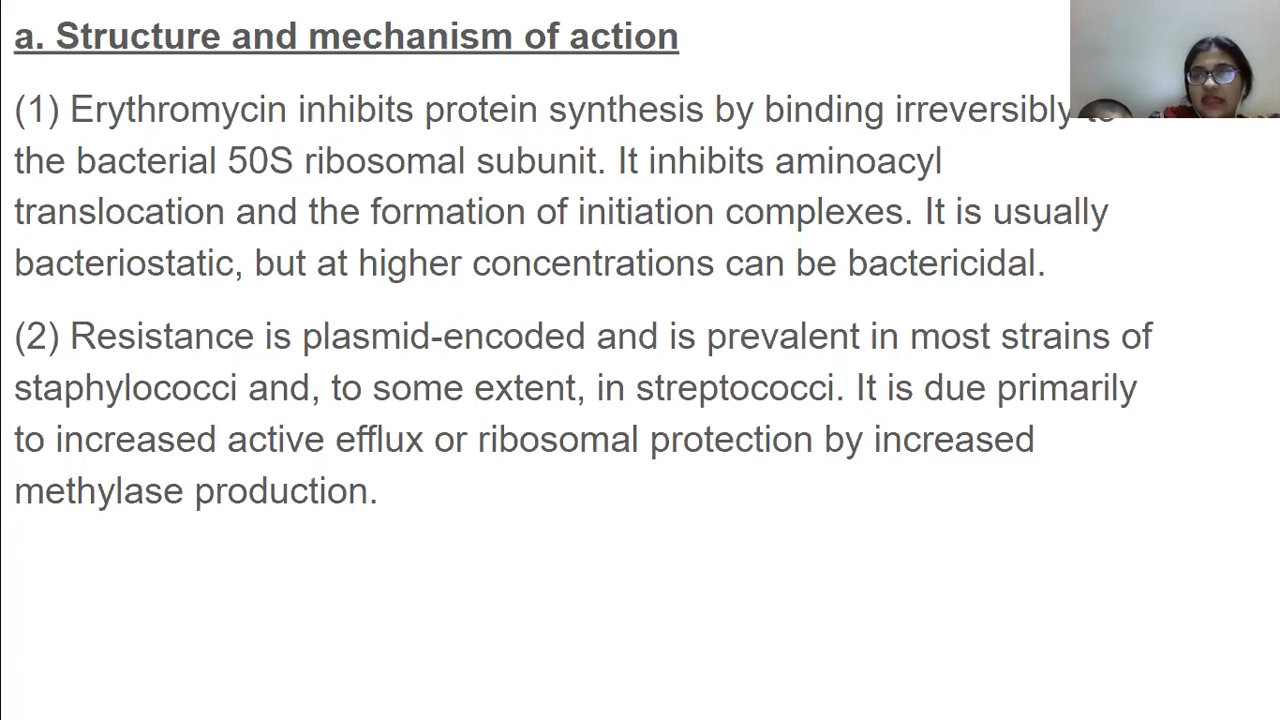 a. Structure and mechanism of action
(1) Erythromycin inhibits protein synthesis by binding irreversibly to
the bacterial 50S ribosomal subunit. It inhibits aminoacyl
translocation and the formation of initiation complexes. It is usually
bacteriostatic, but at higher concentrations can be bactericidal.
(2) Resistance is plasmid-encoded and is prevalent in most strains of
staphylococci and, to some extent, in streptococci. It is due primarily
to increased active efflux or ribosomal protection by increased
methylase production.